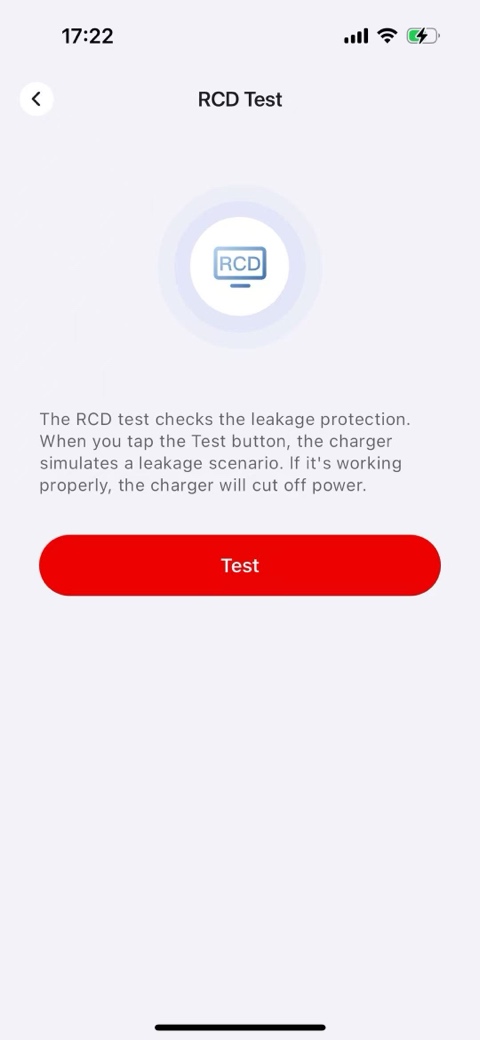 17:22
RCD Test
RCD
The RCD test checks the leakage protection.
When you tap the Test button, the charger
simulates a leakage scenario. If it's working
properly, the charger will cut off power.
Test